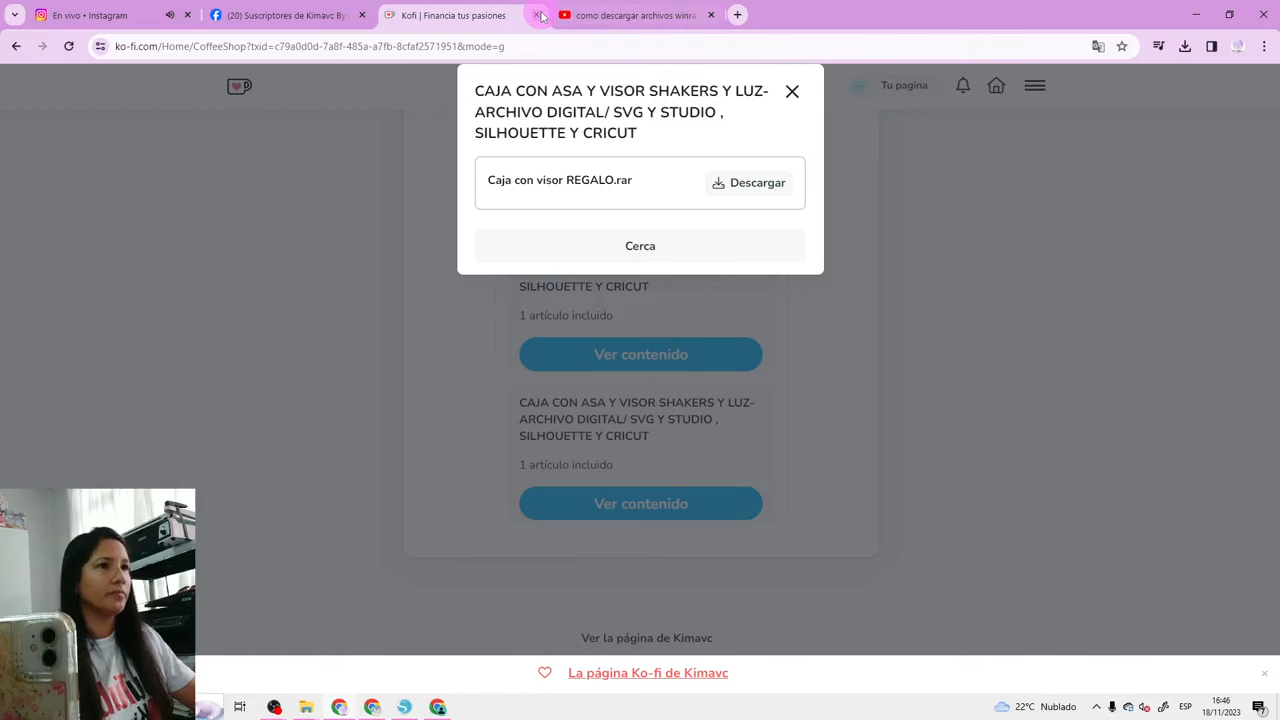 En vivo • Instagram
(20) Suscriptores de Kimavc By
Kofi | Financia tus pasiones
como descargar archivos mura
ko-fi.com/Home/CoffeeShop?txid=c79a0d0d-7a8f-485a-a7fb-8cfaf2571951&mode=g
Tu pagina
CAJA CON ASA Y VISOR SHAKERS Y LUZ-
ARCHIVO DIGITAL/ SVG Y STUDIO ,
SILHOUETTE Y CRICUT
Caja con visor REGALO.rar
Descargar
Cerca
SILHOUETTE Y CRICUT
1 artículo incluido
Ver contenido
CAJA CON ASA Y VISOR SHAKERS Y LUZ-
ARCHIVO DIGITAL/ SVG Y STUDIO ,
SILHOUETTE Y CRICUT
1 artículo incluido
Ver contenido
Ver la página de Kimavc
La página Ko-fi de Kimavc
22°C Nublado
ESP
16:46
18/11/2023